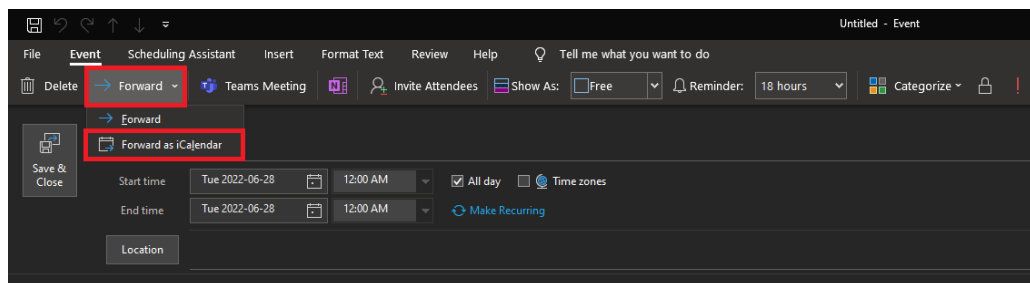 Untitled - Event
File Event Scheduling Assistant Insert Format Text Review Help Tell me what you want to do
Delete Forward Teams Meeting Invite Attendees Show As: Free Reminder: 18 hours Categorize
Forward
Forward as iCalendar
Save &
Close
Start time Tue 2022-06-28 12:00 AM All day Time zones
End time Tue 2022-06-28 12:00 AM Make Recurring
Location